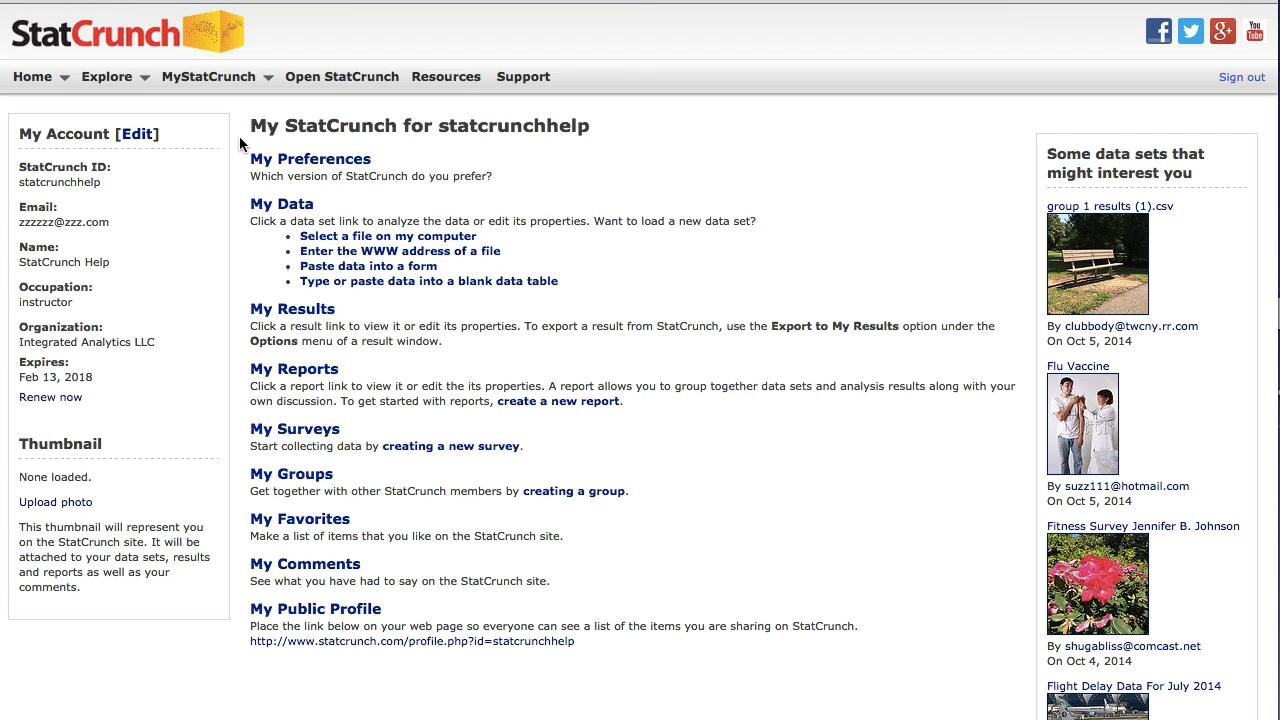 StatCrunch
You
Tube
Home Explore MyStatCrunch Open StatCrunch Resources Support Sign out
My Account [Edit]
StatCrunch ID:
statcrunchhelp
Email:
zzzzzz@zzz.com
Name:
StatCrunch Help
Occupation:
instructor
Organization:
Integrated Analytics LLC
Expires:
Feb 13, 2018
Renew now
Thumbnail
None loaded.
Upload photo
This thumbnail will represent you
on the StatCrunch site. It will be
attached to your data sets, results
and reports as well as your
comments.
My StatCrunch for statcrunchhelp
My Preferences
Which version of StatCrunch do you prefer?
My Data
Click a data set link to analyze the data or edit its properties. Want to load a new data set?
• Select a file on my computer
• Enter the WWW address of a file
• Paste data into a form
• Type or paste data into a blank data table
My Results
Click a result link to view it or edit its properties. To export a result from StatCrunch, use the Export to My Results option under the
Options menu of a result window.
My Reports
Click a report link to view it or edit the its properties. A report allows you to group together data sets and analysis results along with your
own discussion. To get started with reports, create a new report.
My Surveys
Start collecting data by creating a new survey.
My Groups
Get together with other StatCrunch members by creating a group.
My Favorites
Make a list of items that you like on the StatCrunch site.
My Comments
See what you have had to say on the StatCrunch site.
My Public Profile
Place the link below on your web page so everyone can see a list of the items you are sharing on StatCrunch.
http://www.statcrunch.com/profile.php?id=statcrunchhelp
Some data sets that
might interest you
group 1 results (1).csv
By clubbody@twcny.rr.com
On Oct 5, 2014
Flu Vaccine
By suzz111@hotmail.com
On Oct 5, 2014
Fitness Survey Jennifer B. Johnson
By shugabliss@comcast.net
On Oct 4, 2014
Flight Delay Data For July 2014